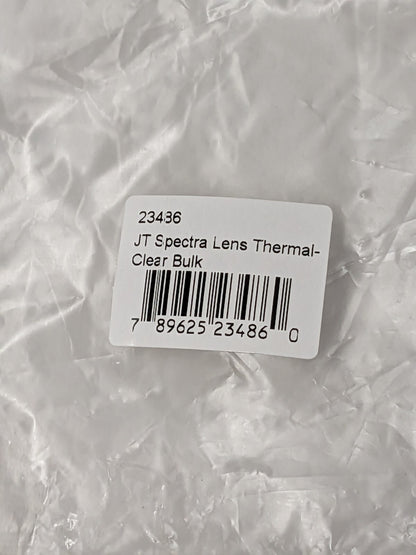 23486
JT Spectra Lens Thermal-
Clear Bulk
7 89625 23486 0